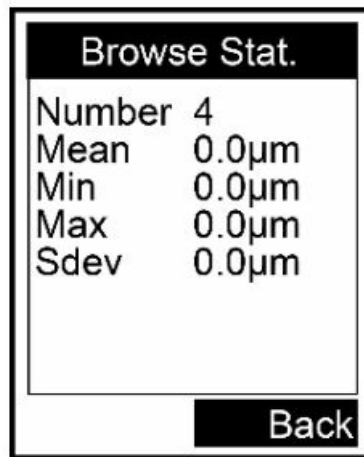 Browse Stat.
Number 4
Mean 0.0μm
Min 0.0μm
Max 0.0μm
Sdev 0.0μm
Back